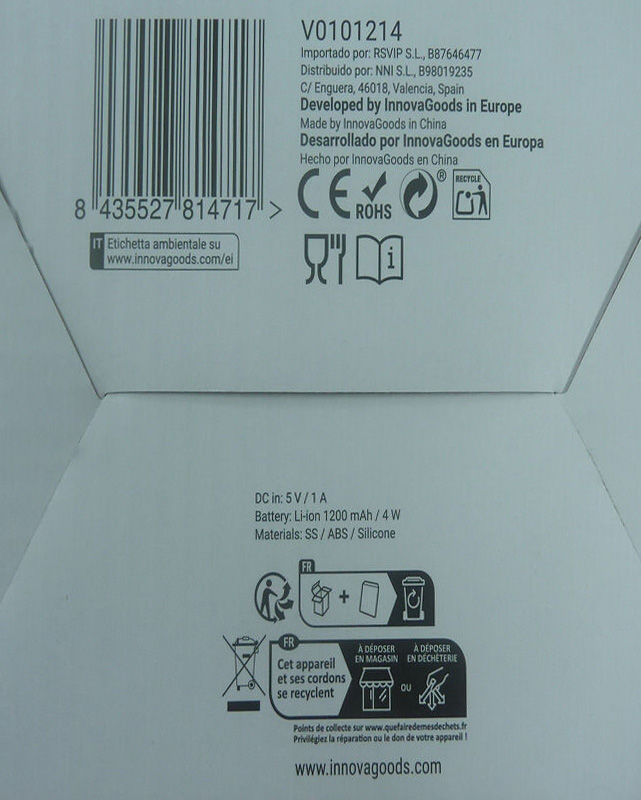 V0101214
Importado por: RSVIP S.L., B87646477
Distribuido por: NNI S.L., B98019235
C/ Enguera, 46018, Valencia, Spain
Developed by InnovaGoods in Europe
Made by InnovaGoods in China
Desarrollado por InnovaGoods en Europa
Hecho por InnovaGoods en China
8 435527 814717 >
CE ROHS ® RECYCLE
IT Etichetta ambientale su
www.innovagoods.com/ei
i
DC in: 5 V / 1 A
Battery: Li-ion 1200 mAh / 4 W
Materials: SS / ABS / Silicone
FR
+
FR
Cet appareil
et ses cordons
se recyclent
À DÉPOSER
EN MAGASIN
OU
À DÉPOSER
EN DÉCHÈTERIE
Points de collecte sur www.quefairedemesdechets.fr
Privilégiez la réparation ou le don de votre appareil !
www.innovagoods.com